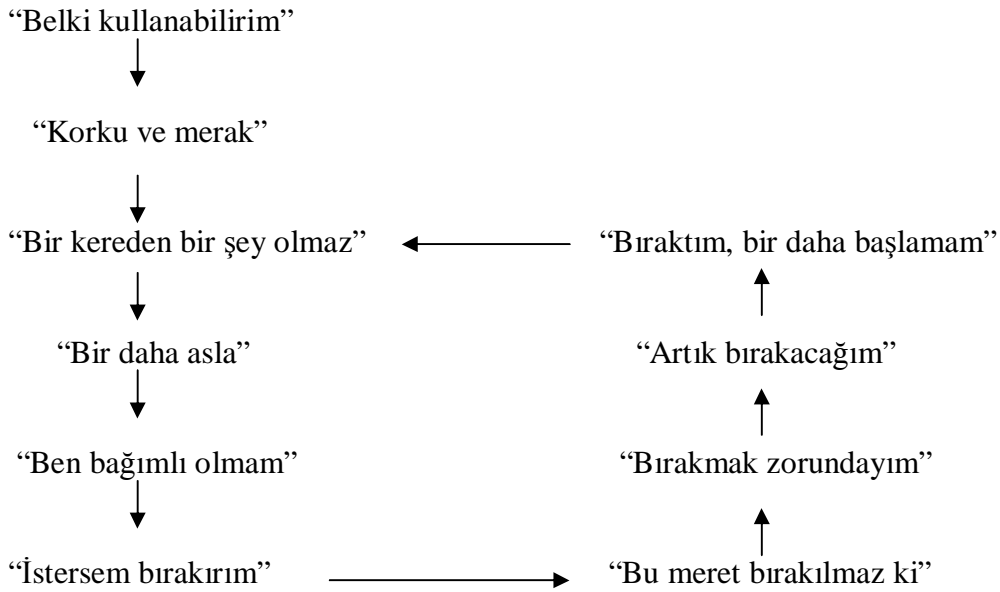 “Belki kullanabilirim”
“Korku ve merak”
“Bir kereden bir şey olmaz”
“Bir daha asla”
“Ben bağımlı olmam”
“İstersem bırakırım”
“Bu meret bırakılmaz ki”
“Bırakmak zorundayım”
“Artık bırakacağım”
“Bıraktım, bir daha başlamam”